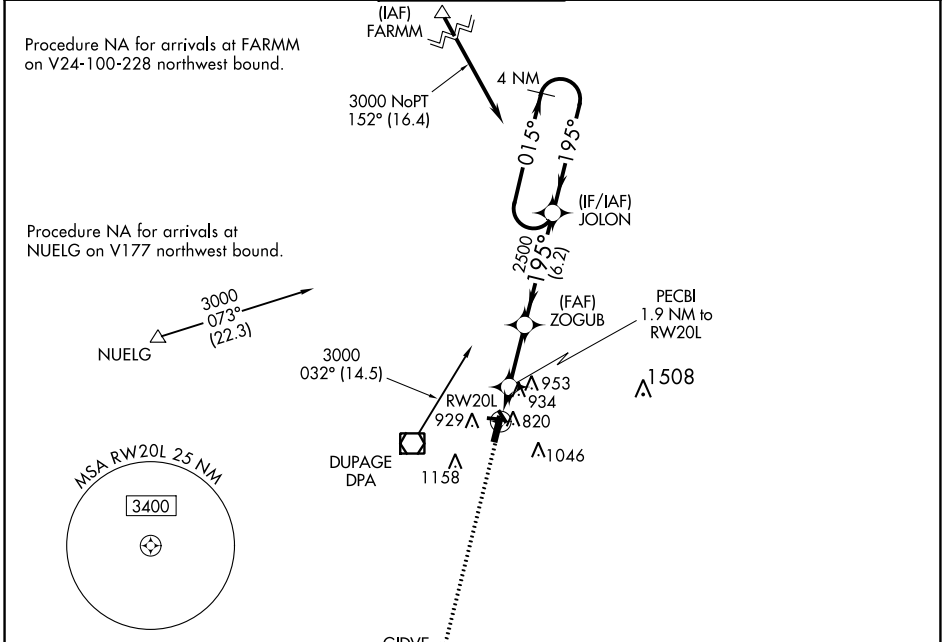 (IAF)
FARMM
Procedure NA for arrivals at FARMM
on V24-100-228 northwest bound.
3000 NoPT
152° (16.4)
4 NM
015°
195°
(IF/IAF)
JOLON
Procedure NA for arrivals at
NUELG on V177 northwest bound.
2500
195°
(6.2)
3000
073°
(22.3)
NUELG
(FAF)
ZOGUB
PECBI
1.9 NM to
RW20L
3000
032° (14.5)
953
1508
RW20L
934
929
820
DUPAGE
DPA
1158
1046
MSA RW20L 25 NM
3400